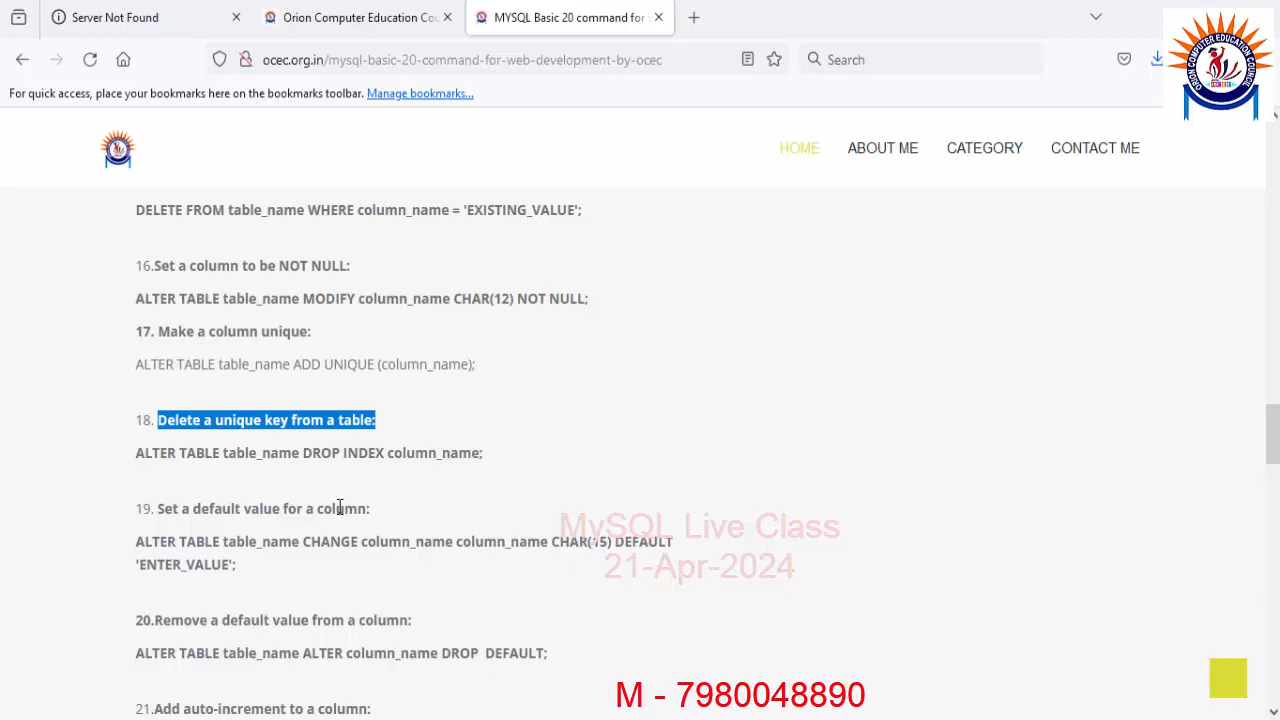 Server Not Found
Orion Computer Education Cou
MYSQL Basic 20 command for
ocec.org.in/mysql-basic-20-command-for-web-development-by-ocec
Search
For quick access, place your bookmarks here on the bookmarks toolbar. Manage bookmarks...
ORION COMPUTER EDUCATION COUNCIL
HOME
ABOUT ME
CATEGORY
CONTACT ME
DELETE FROM table_name WHERE column_name = 'EXISTING_VALUE';
16.Set a column to be NOT NULL:
ALTER TABLE table_name MODIFY column_name CHAR(12) NOT NULL;
17. Make a column unique:
ALTER TABLE table_name ADD UNIQUE (column_name);
18. Delete a unique key from a table:
ALTER TABLE table_name DROP INDEX column_name;
19. Set a default value for a column:
ALTER TABLE table_name CHANGE column_name column_name CHAR(15) DEFAULT
'ENTER_VALUE';
MySQL Live Class
21-Apr-2024
20.Remove a default value from a column:
ALTER TABLE table_name ALTER column_name DROP  DEFAULT;
M - 7980048890
21.Add auto-increment to a column: